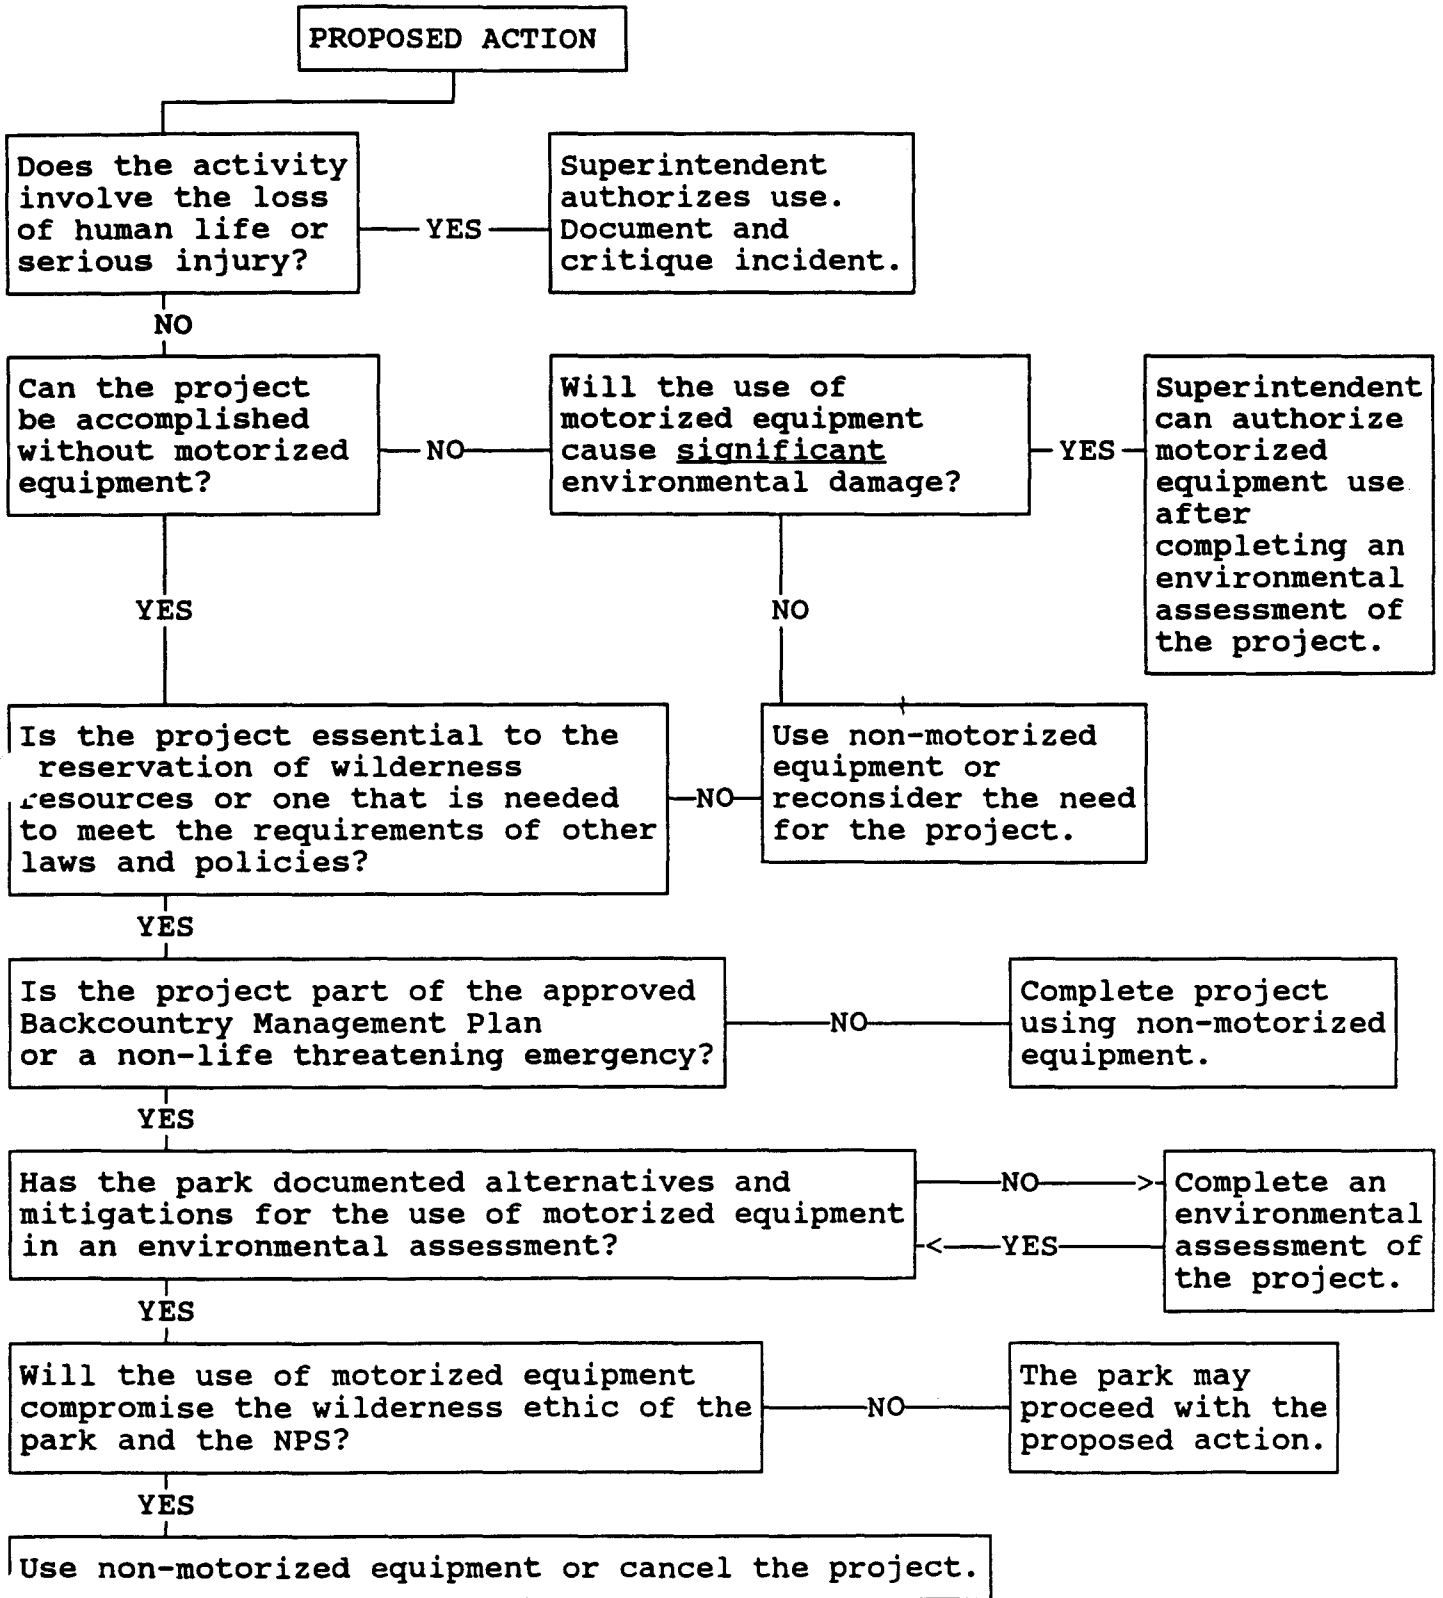 PROPOSED ACTION
Does the activity
involve the loss
of human life or
serious injury?
YES
Superintendent
authorizes use.
Document and
critique incident.
NO
Can the project
be accomplished
without motorized
equipment?
NO
Will the use of
motorized equipment
cause significant
environmental damage?
YES
Superintendent
can authorize
motorized
equipment use
after
completing an
environmental
assessment of
the project.
YES
NO
Is the project essential to the
reservation of wilderness
resources or one that is needed
to meet the requirements of other
laws and policies?
NO
Use non-motorized
equipment or
reconsider the need
for the project.
YES
Is the project part of the approved
Backcountry Management Plan
or a non-life threatening emergency?
NO
Complete project
using non-motorized
equipment.
YES
Has the park documented alternatives and
mitigations for the use of motorized equipment
in an environmental assessment?
NO >
< YES
Complete an
environmental
assessment of
the project.
YES
Will the use of motorized equipment
compromise the wilderness ethic of the
park and the NPS?
NO
The park may
proceed with the
proposed action.
YES
Use non-motorized equipment or cancel the project.